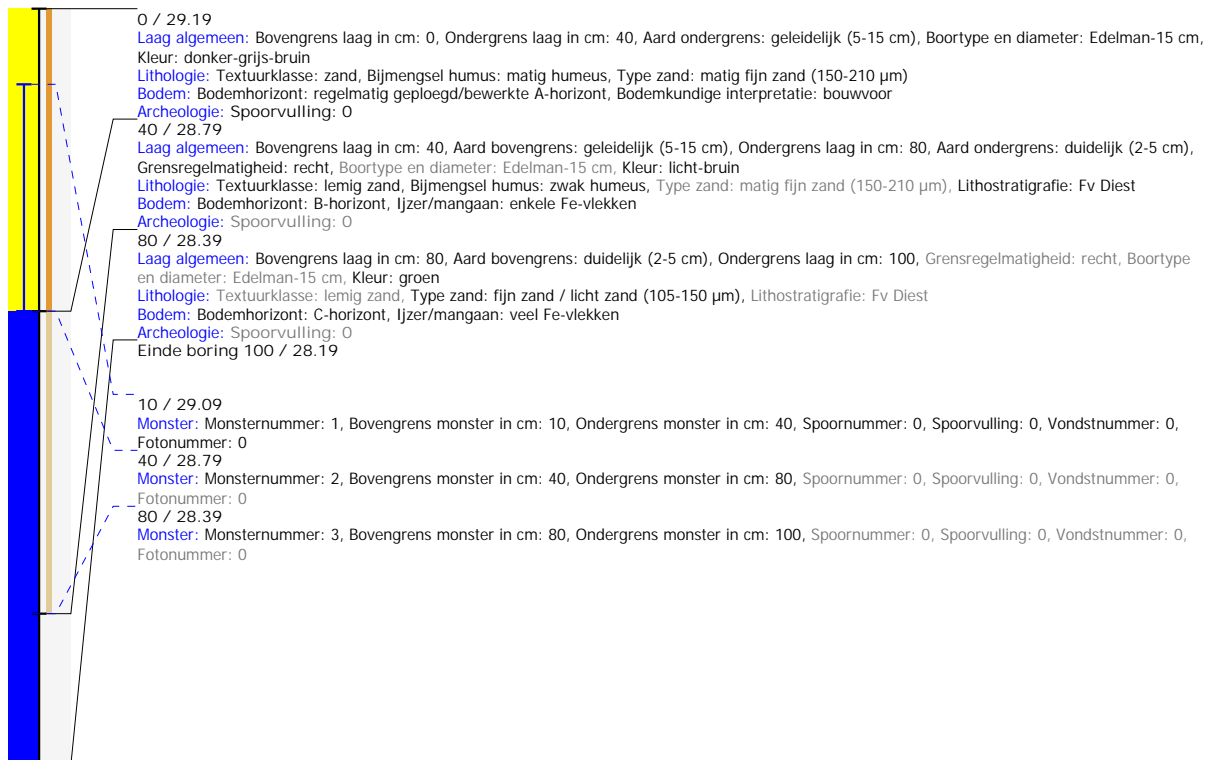 0 / 29.19
Laag algemeen: Bovengrens laag in cm: 0, Ondergrens laag in cm: 40, Aard ondergrens: geleidelijk (5-15 cm), Boortype en diameter: Edelman-15 cm,
Kleur: donker-grijs-bruin
Lithologie: Textuurklasse: zand, Bijmengsel humus: matig humeus, Type zand: matig fijn zand (150-210 µm)
Bodem: Bodemhorizont: regelmatig geploegd/bewerkte A-horizont, Bodemkundige interpretatie: bouwvoor
Archeologie: Spoorvulling: 0
40 / 28.79
Laag algemeen: Bovengrens laag in cm: 40, Aard bovengrens: geleidelijk (5-15 cm), Ondergrens laag in cm: 80, Aard ondergrens: duidelijk (2-5 cm),
Grensregelmatigheid: recht, Boortype en diameter: Edelman-15 cm, Kleur: licht-bruin
Lithologie: Textuurklasse: lemig zand, Bijmengsel humus: zwak humeus, Type zand: matig fijn zand (150-210 µm), Lithostratigrafie: Fv Diest
Bodem: Bodemhorizont: B-horizont, Ijzer/mangaan: enkele Fe-vlekken
Archeologie: Spoorvulling: 0
80 / 28.39
Laag algemeen: Bovengrens laag in cm: 80, Aard bovengrens: duidelijk (2-5 cm), Ondergrens laag in cm: 100, Grensregelmatigheid: recht, Boortype
en diameter: Edelman-15 cm, Kleur: groen
Lithologie: Textuurklasse: lemig zand, Type zand: fijn zand / licht zand (105-150 µm), Lithostratigrafie: Fv Diest
Bodem: Bodemhorizont: C-horizont, Ijzer/mangaan: veel Fe-vlekken
Archeologie: Spoorvulling: 0
Einde boring 100 / 28.19
10 / 29.09
Monster: Monsternummer: 1, Bovengrens monster in cm: 10, Ondergrens monster in cm: 40, Spoornummer: 0, Spoorvulling: 0, Vondstnummer: 0,
Fotonummer: 0
40 / 28.79
Monster: Monsternummer: 2, Bovengrens monster in cm: 40, Ondergrens monster in cm: 80, Spoornummer: 0, Spoorvulling: 0, Vondstnummer: 0,
Fotonummer: 0
80 / 28.39
Monster: Monsternummer: 3, Bovengrens monster in cm: 80, Ondergrens monster in cm: 100, Spoornummer: 0, Spoorvulling: 0, Vondstnummer: 0,
Fotonummer: 0